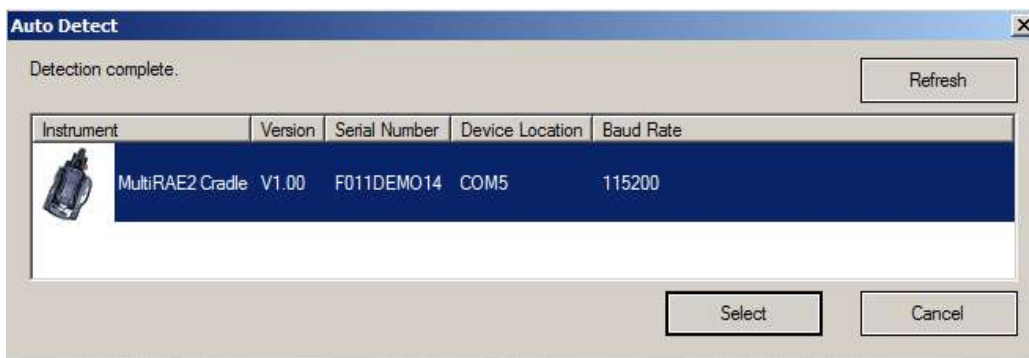 Auto Detect
Detection complete.
Refresh
Instrument Version Serial Number Device Location Baud Rate
MultiRAE2 Cradle V1.00 F011DEMO14 COM5 115200
Select Cancel